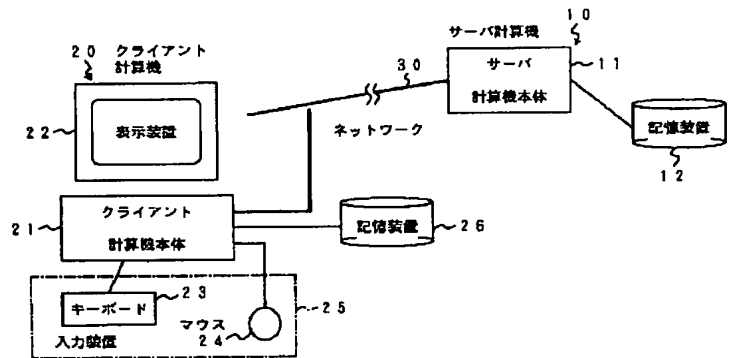 20 クライアント
計算機
22
表示装置
サーバ計算機
10
30
サーバ
計算機本体
11
ネットワーク
記憶装置
12
21
クライアント
計算機本体
記憶装置
26
キーボード
23
マウス
24
25
入力装置